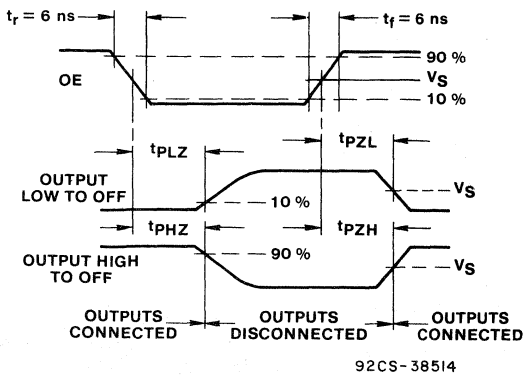 tr = 6 ns
tf = 6 ns
90 %
OE
VS
10 %
tPLZ
tPZL
OUTPUT
LOW TO OFF
10 %
VS
tPHZ
tPZH
OUTPUT HIGH
TO OFF
90 %
VS
OUTPUTS
CONNECTED
OUTPUTS
DISCONNECTED
OUTPUTS
CONNECTED
92CS-38514